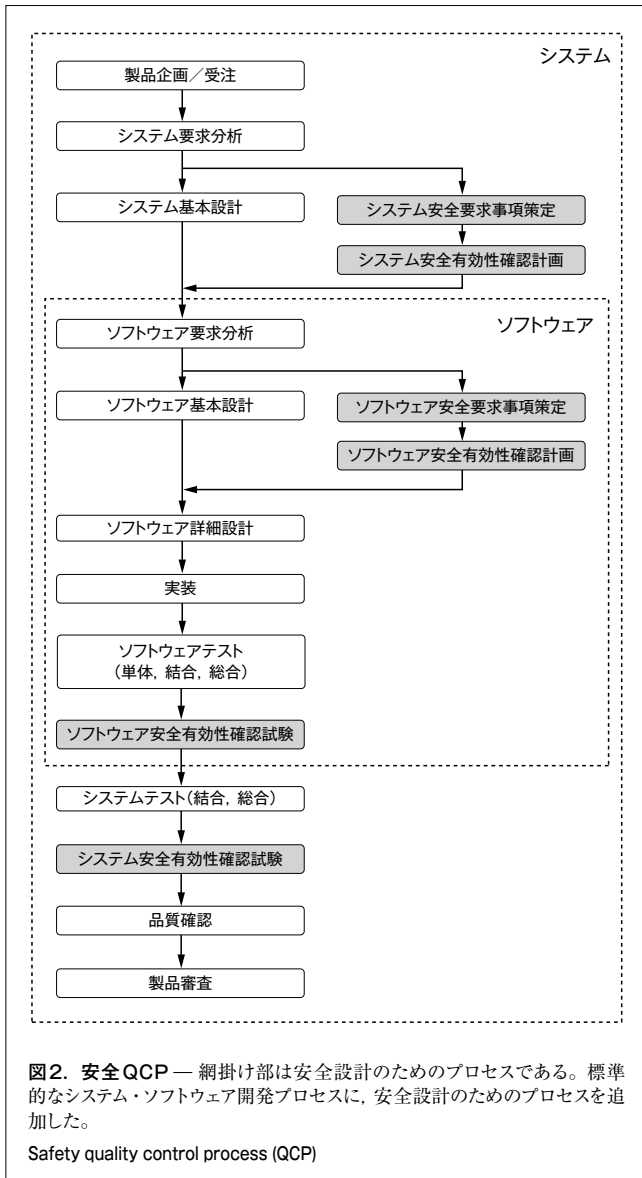 システム
製品企画／受注
システム要求分析
システム基本設計
システム安全要求事項策定
システム安全有効性確認計画
ソフトウェア
ソフトウェア要求分析
ソフトウェア基本設計
ソフトウェア安全要求事項策定
ソフトウェア安全有効性確認計画
ソフトウェア詳細設計
実装
ソフトウェアテスト
(単体, 結合, 総合)
ソフトウェア安全有効性確認試験
システムテスト(結合, 総合)
システム安全有効性確認試験
品質確認
製品審査
図2. 安全QCP — 網掛け部は安全設計のためのプロセスである。標準
的なシステム・ソフトウェア開発プロセスに, 安全設計のためのプロセスを追
加した。
Safety quality control process (QCP)